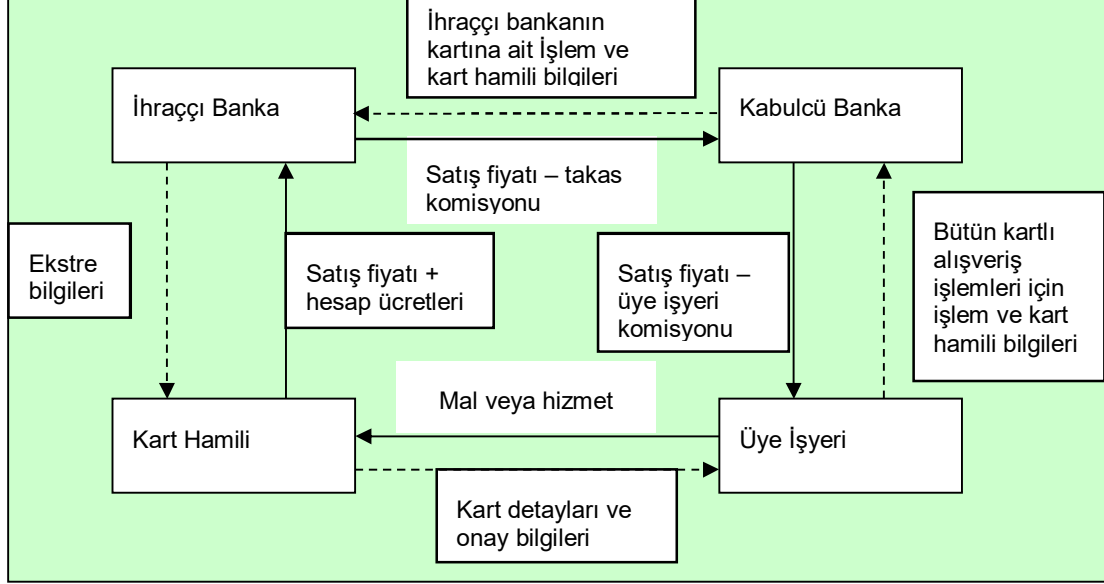 İhraççı bankanın
kartına ait İşlem ve
kart hamili bilgileri
İhraççı Banka
Kabulcü Banka
Satış fiyatı – takas
komisyonu
Ekstre
bilgileri
Satış fiyatı +
hesap ücretleri
Satış fiyatı –
üye işyeri
komisyonu
Bütün kartlı
alışveriş
işlemleri için
işlem ve kart
hamili bilgileri
Mal veya hizmet
Kart Hamili
Üye İşyeri
Kart detayları ve
onay bilgileri